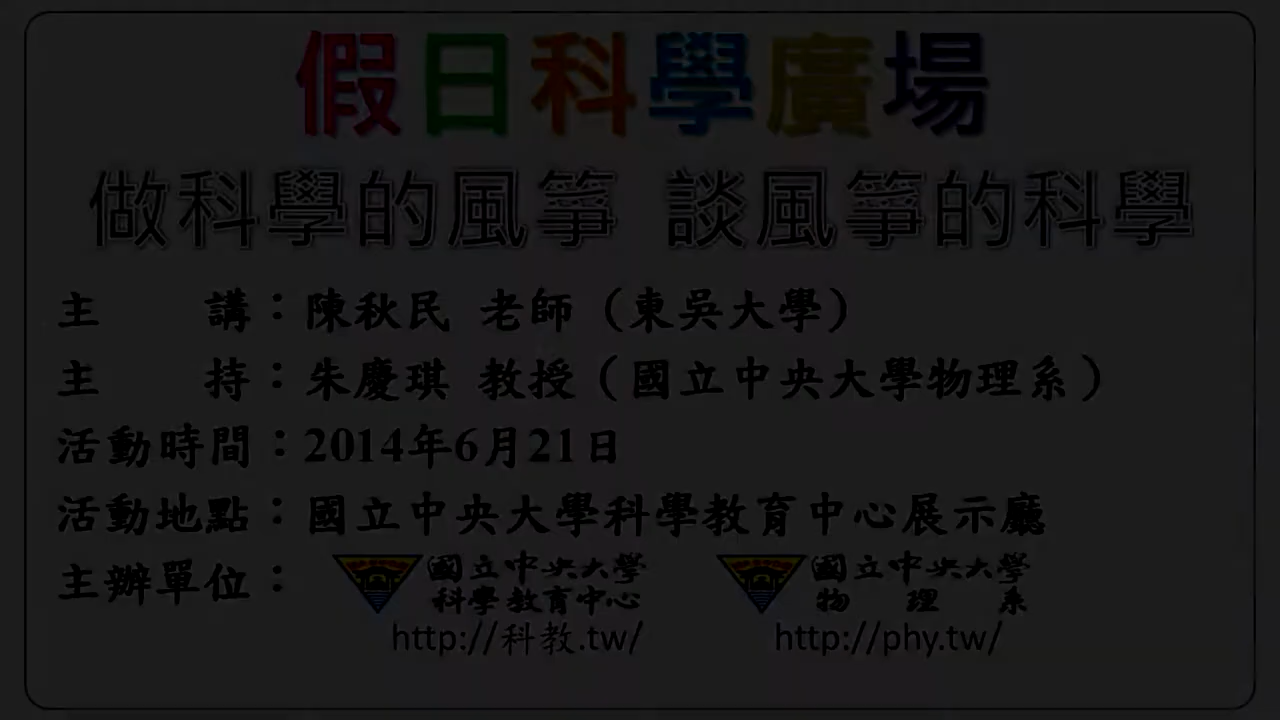 假日科學廣場
做科學的風箏 談風箏的科學
主 講：陳秋民 老師（東吳大學）
主 持：朱慶琪 教授（國立中央大學物理系）
活動時間：2014年6月21日
活動地點：國立中央大學科學教育中心展示廳
主辦單位：
國立中央大學
科學教育中心
http://科教.tw/
國立中央大學
物理系
http://phy.tw/